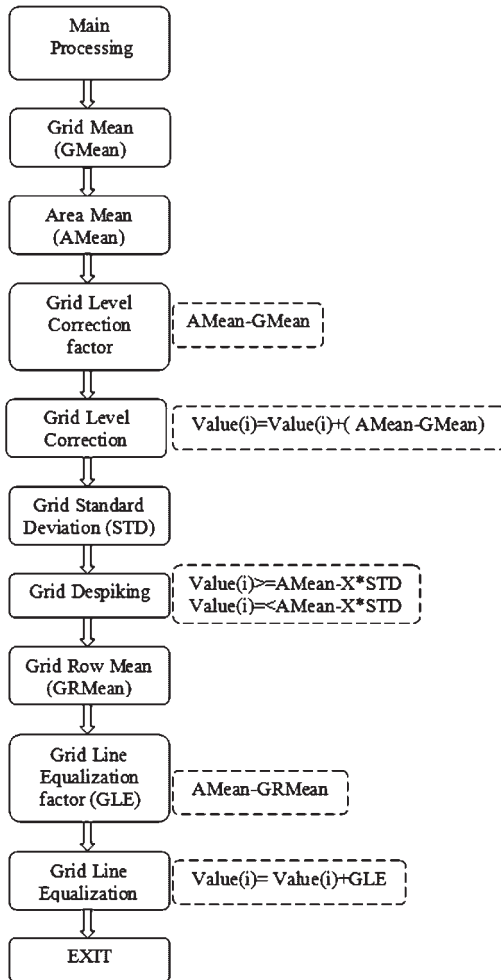 Main
Processing
Grid Mean
(GMean)
Area Mean
(AMean)
Grid Level
Correction
factor
AMean-GMean
Grid Level
Correction
Value(i)=Value(i)+( AMean-GMean)
Grid Standard
Deviation (STD)
Grid Despiking
Value(i)>=AMean-X*STD
Value(i)=<AMean-X*STD
Grid Row Mean
(GRMean)
Grid Line
Equalization
factor (GLE)
AMean-GRMean
Grid Line
Equalization
Value(i)= Value(i)+GLE
EXIT